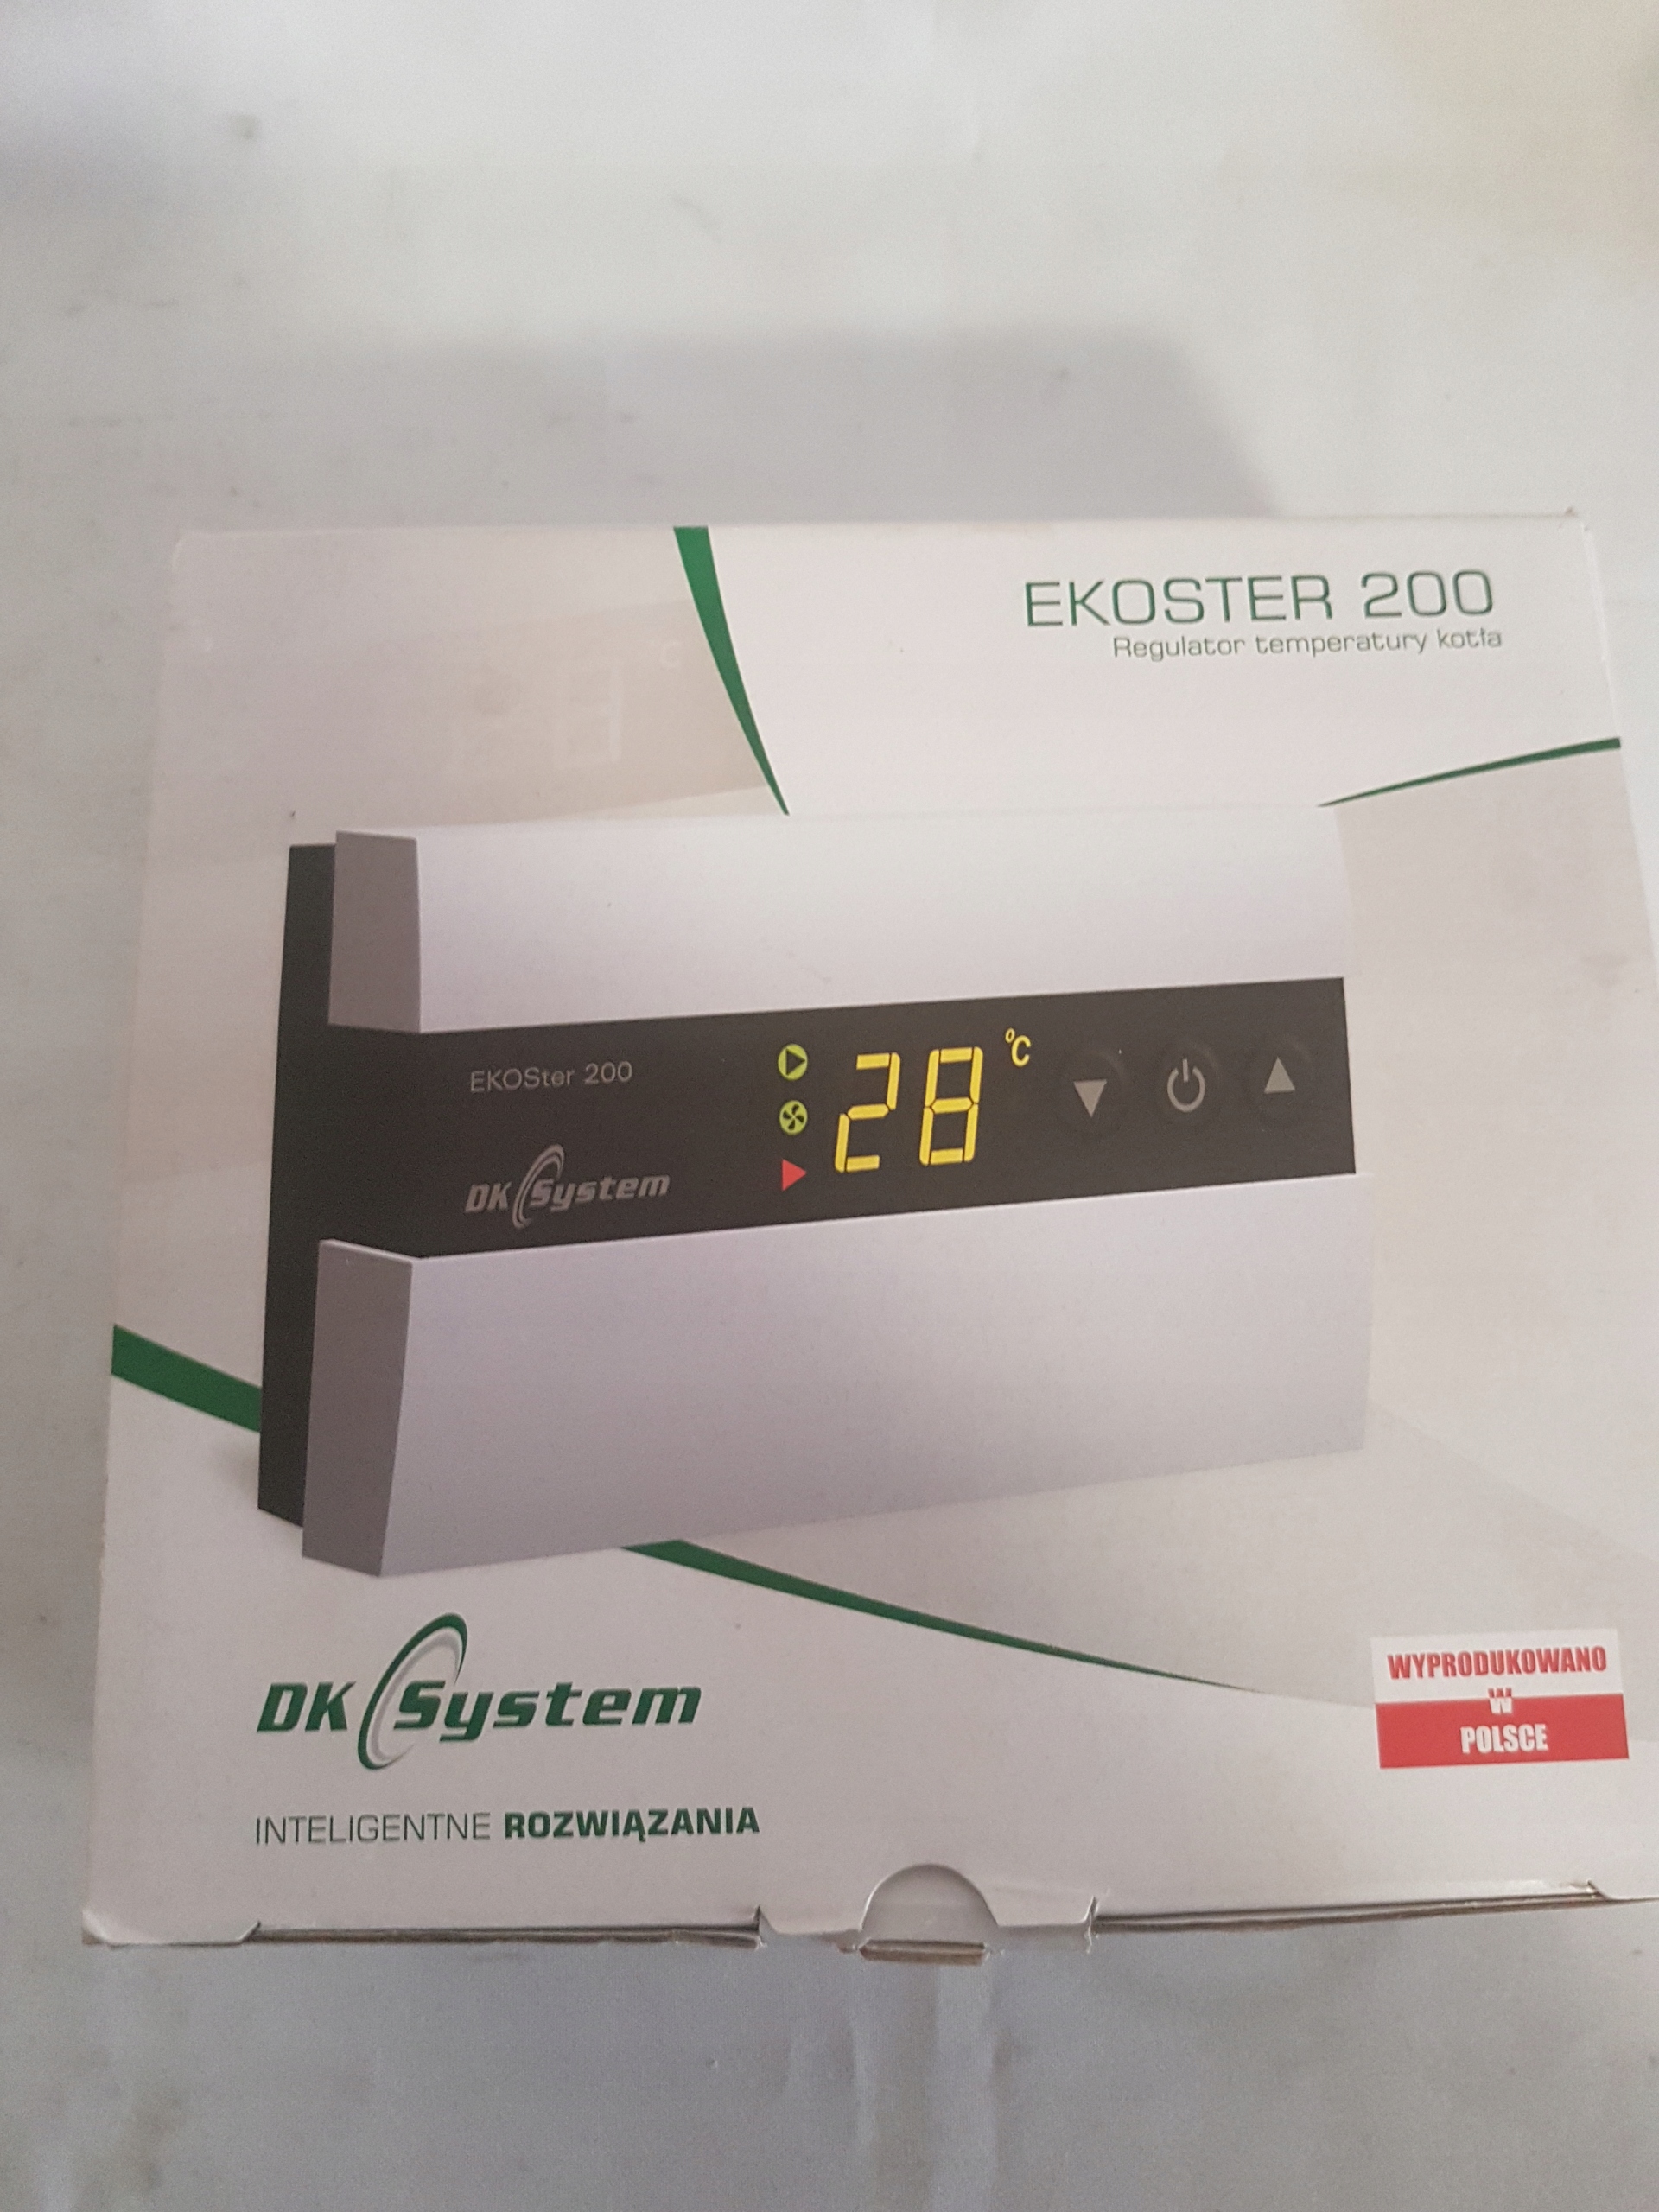 EKOSTER 200
Regulator temperatury kotła
EKOSter 200
28 °C
DK System
DK System
INTELIGENTNE ROZWIĄZANIA
WYPRODUKOWANO
W
POLSCE